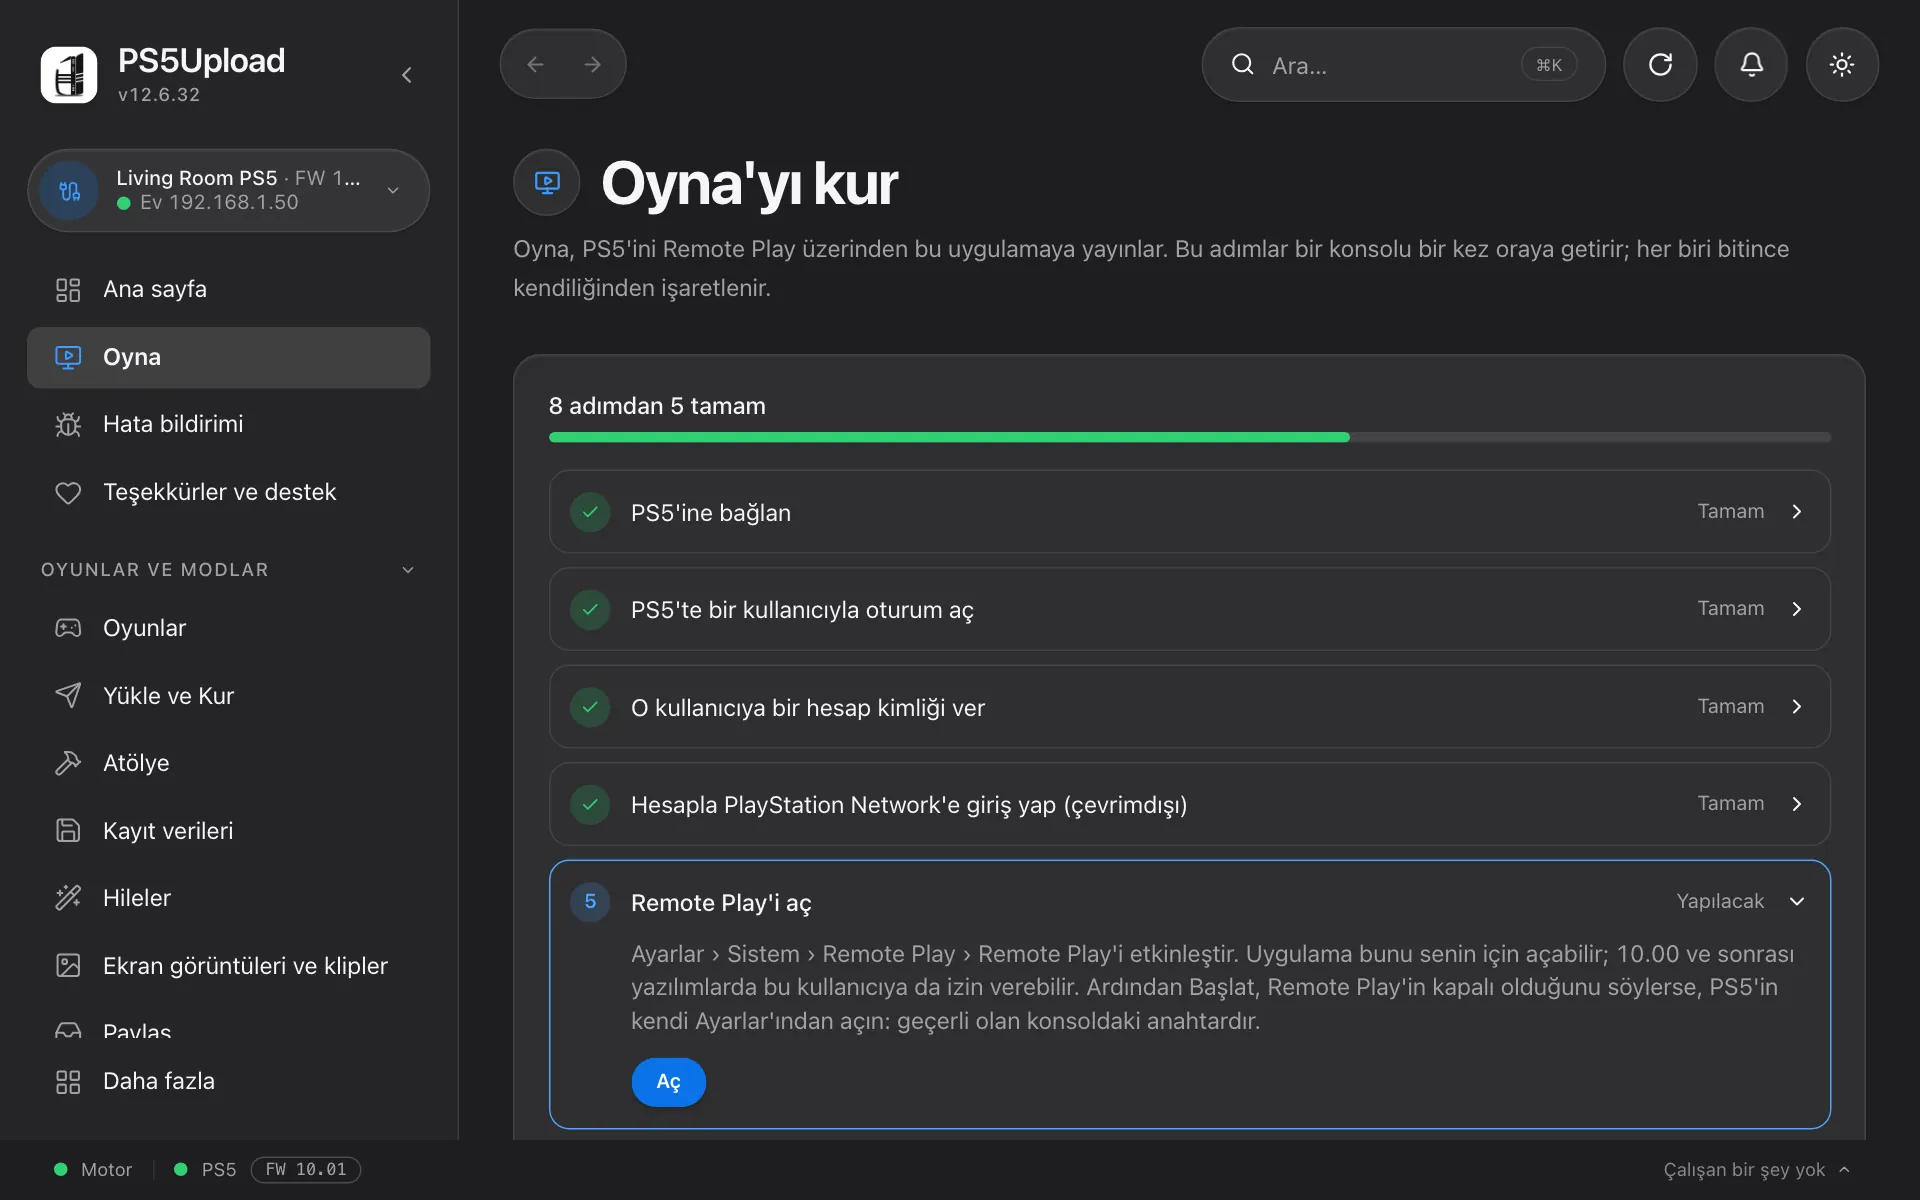 PS5Upload
v12.6.32
Living Room PS5 · FW 1...
Ev 192.168.1.50
Ana sayfa
Oyna
Hata bildirimi
Teşekkürler ve destek
OYUNLAR VE MODLAR
Oyunlar
Yükle ve Kur
Atölye
Kayıt verileri
Hileler
Ekran görüntüleri ve klipler
Paylaş
Daha fazla
Ara...
⌘K
Oyna'yı kur
Oyna, PS5'ini Remote Play üzerinden bu uygulamaya yayınlar. Bu adımlar bir konsolu bir kez oraya getirir; her biri bitince
kendiliğinden işaretlenir.
8 adımdan 5 tamam
PS5'ine bağlan
Tamam
PS5'te bir kullanıcıyla oturum aç
Tamam
O kullanıcıya bir hesap kimliği ver
Tamam
Hesapla PlayStation Network'e giriş yap (çevrimdışı)
Tamam
5
Remote Play'i aç
Yapılacak
Ayarlar › Sistem › Remote Play › Remote Play'i etkinleştir. Uygulama bunu senin için açabilir; 10.00 ve sonrası
yazılımlarda bu kullanıcıya da izin verebilir. Ardından Başlat, Remote Play'in kapalı olduğunu söylerse, PS5'in
kendi Ayarlar'ından açın: geçerli olan konsoldaki anahtardır.
Aç
Motor
PS5
FW 10.01
Çalışan bir şey yok